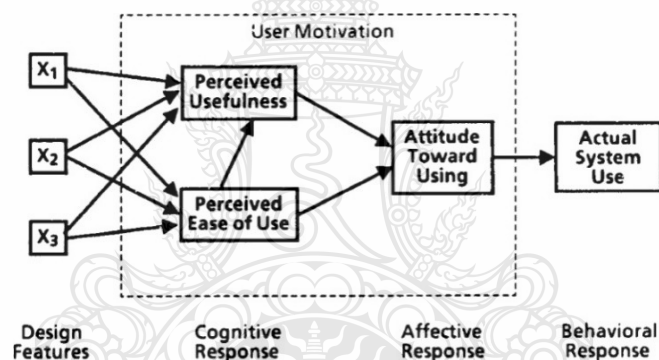 User Motivation
X1
X2
X3
Perceived
Usefulness
Perceived
Ease of Use
Attitude
Toward
Using
Actual
System
Use
Design
Features
Cognitive
Response
Affective
Response
Behavioral
Response